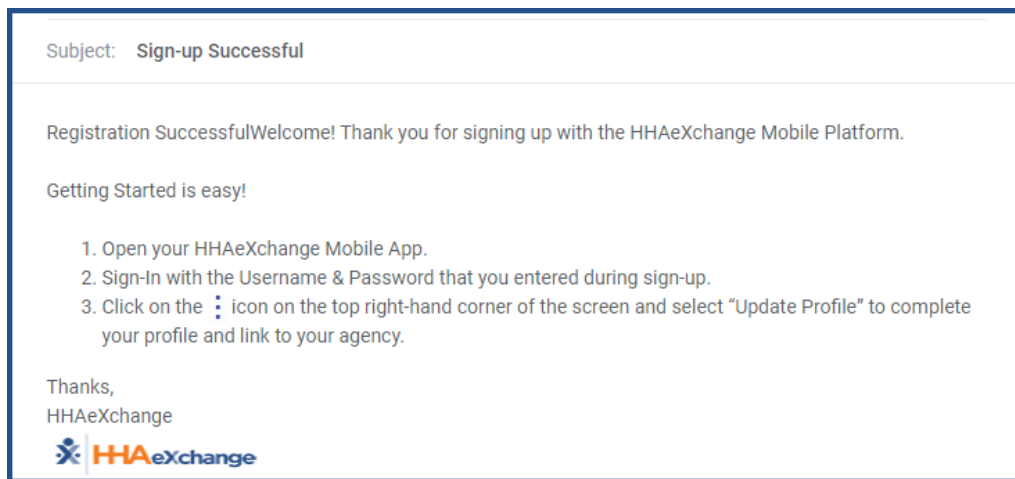 Subject: Sign-up Successful
Registration SuccessfulWelcome! Thank you for signing up with the HHAeXchange Mobile Platform.
Getting Started is easy!
1. Open your HHAeXchange Mobile App.
2. Sign-In with the Username & Password that you entered during sign-up.
3. Click on the ⋮ icon on the top right-hand corner of the screen and select “Update Profile” to complete
your profile and link to your agency.
Thanks,
HHAeXchange
HHAeXchange